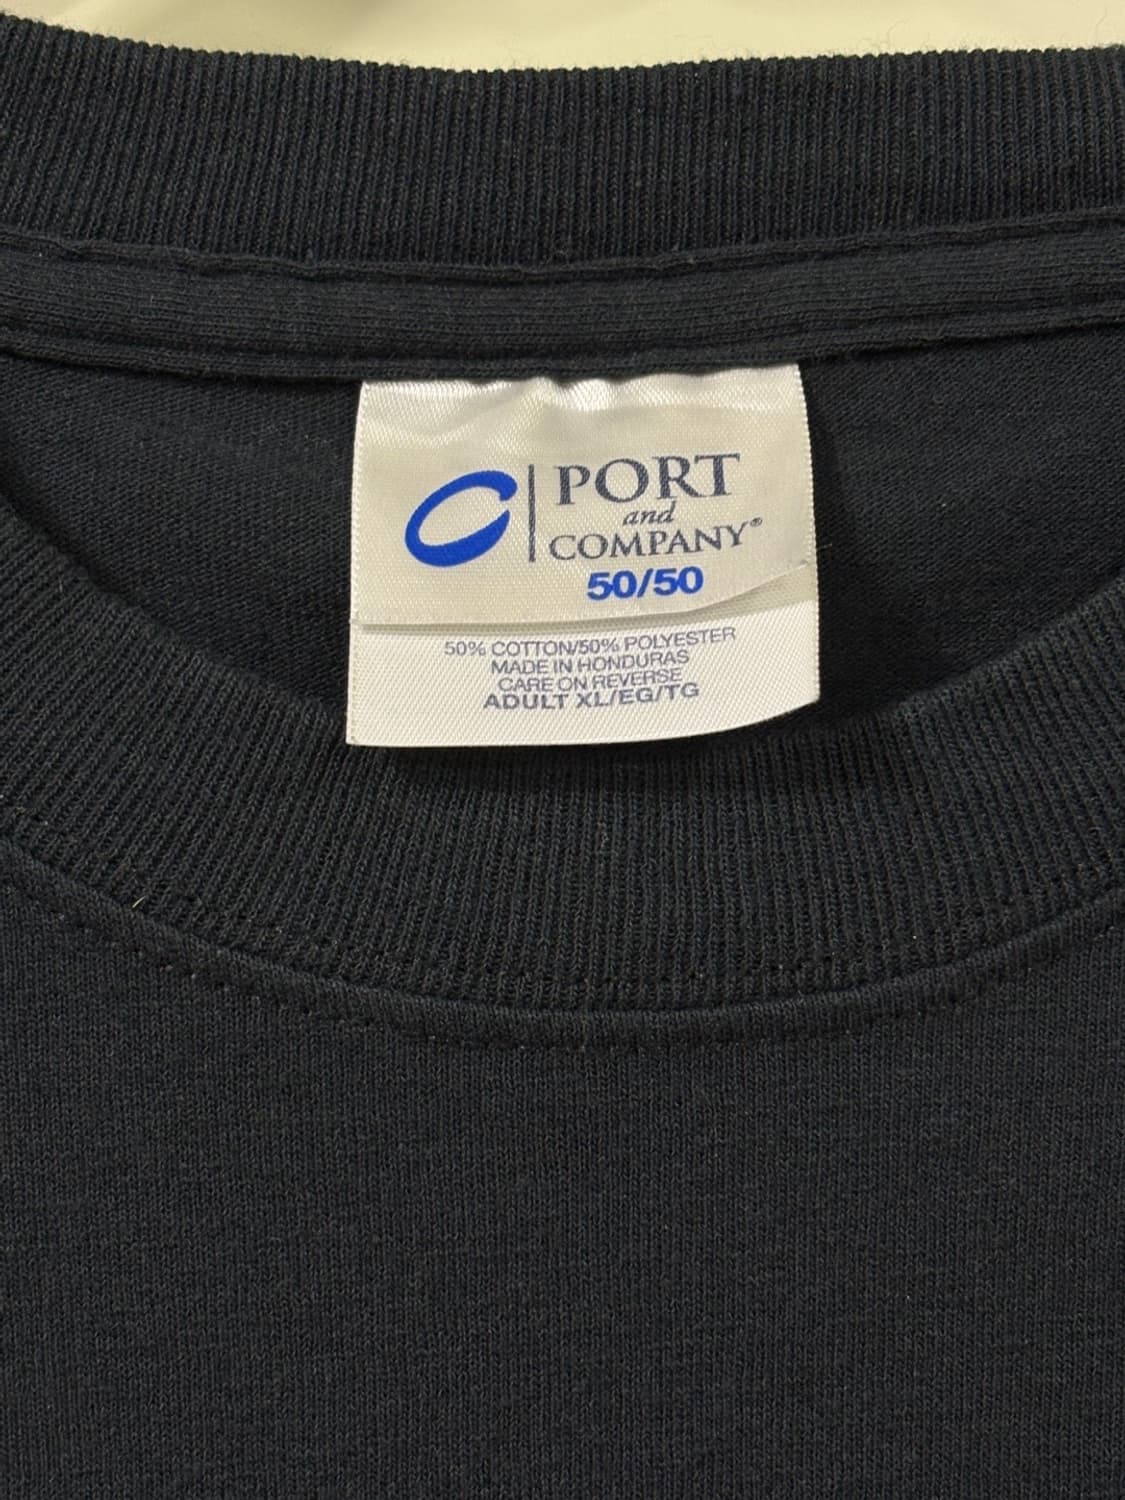 PORT
and
COMPANY®
50/50
50% COTTON/50% POLYESTER
MADE IN HONDURAS
CARE ON REVERSE
ADULT XL/EG/TG